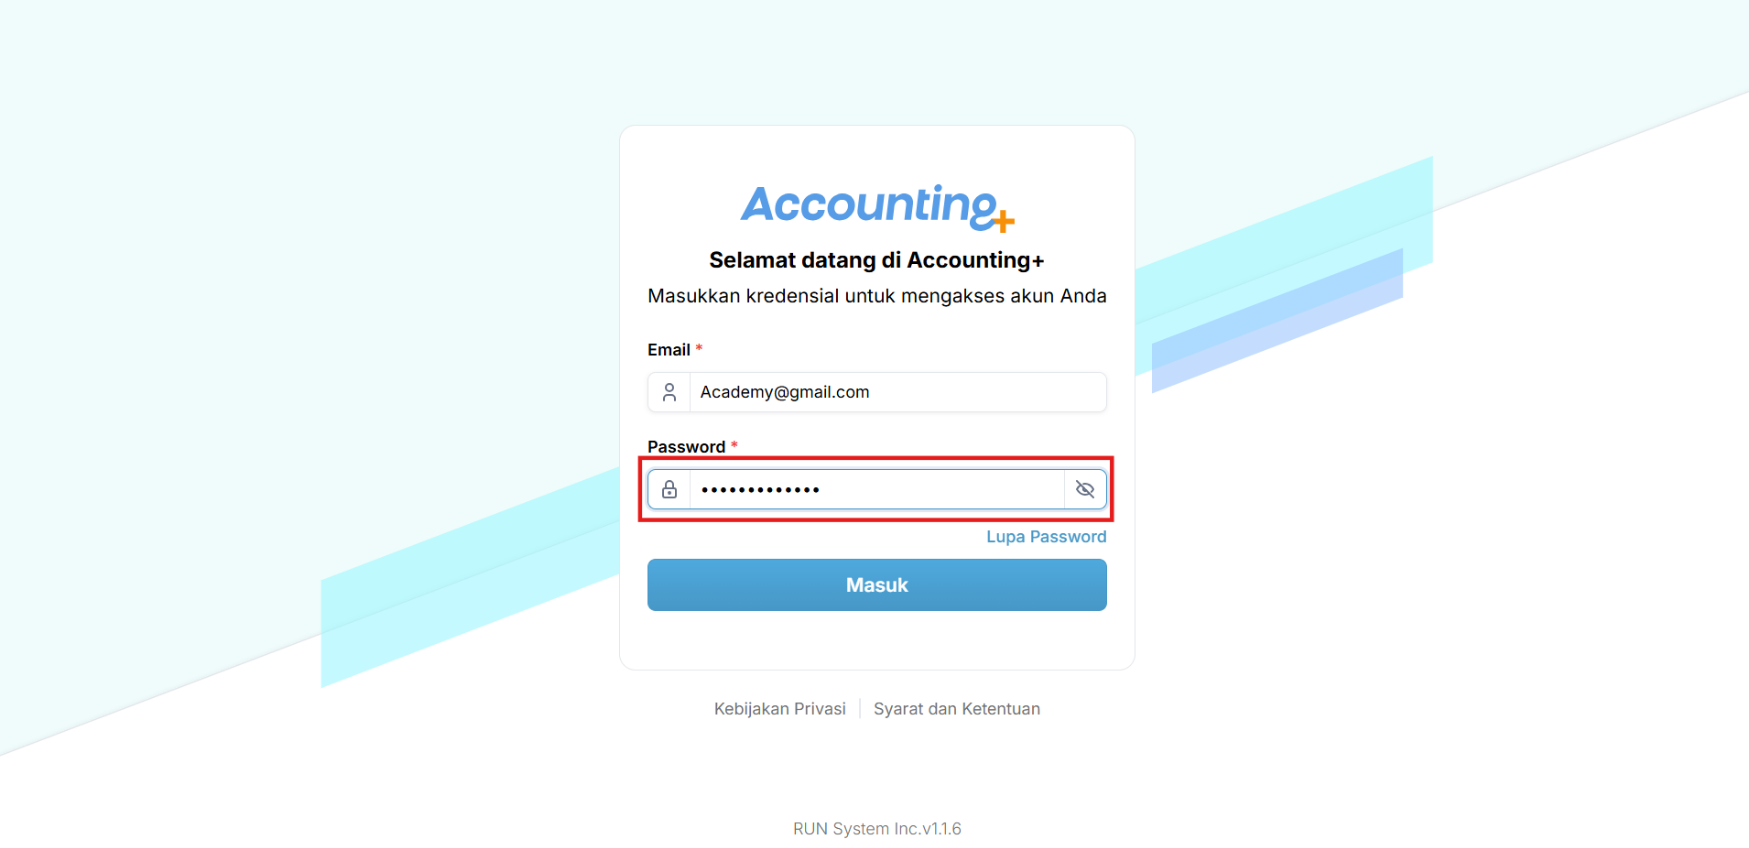 Accounting+
Selamat datang di Accounting+
Masukkan kredensial untuk mengakses akun Anda
Email *
Academy@gmail.com
Password *
•••••••••••••
Lupa Password
Masuk
Kebijakan Privasi | Syarat dan Ketentuan
RUN System Inc.v1.1.6